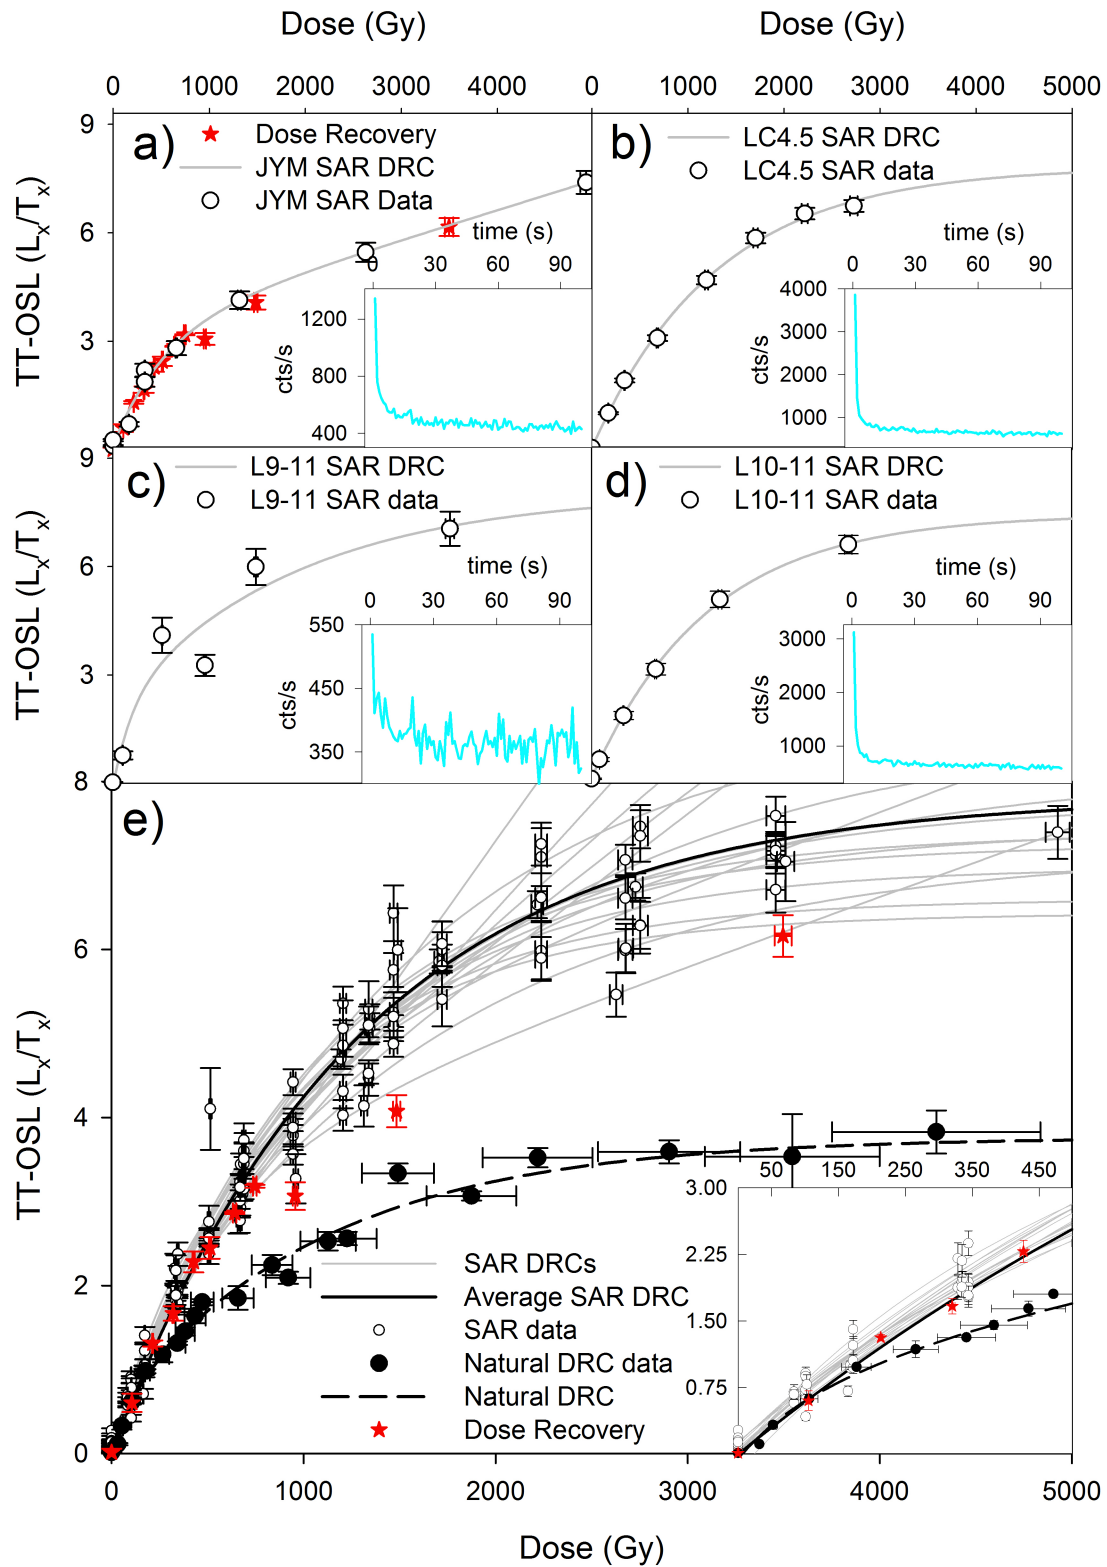 Dose (Gy) Dose (Gy)
0 1000 2000 3000 4000 0 1000 2000 3000 4000 5000
9
6
3
TT-OSL (Lx/Tx)
a)
Dose Recovery
JYM SAR DRC
JYM SAR Data
time (s)
0 30 60 90
1200
800
400
cts/s
b)
LC4.5 SAR DRC
LC4.5 SAR data
time (s)
0 30 60 90
4000
3000
2000
1000
cts/s
9
6
3
TT-OSL (Lx/Tx)
c)
L9-11 SAR DRC
L9-11 SAR data
time (s)
0 30 60 90
550
450
350
cts/s
d)
L10-11 SAR DRC
L10-11 SAR data
time (s)
0 30 60 90
3000
2000
1000
cts/s
8
6
4
2
0
TT-OSL (Lx/Tx)
e)
SAR DRCs
Average SAR DRC
SAR data
Natural DRC data
Natural DRC
Dose Recovery
50 150 250 350 450
3.00
2.25
1.50
0.75
0 1000 2000 3000 4000 5000
Dose (Gy)